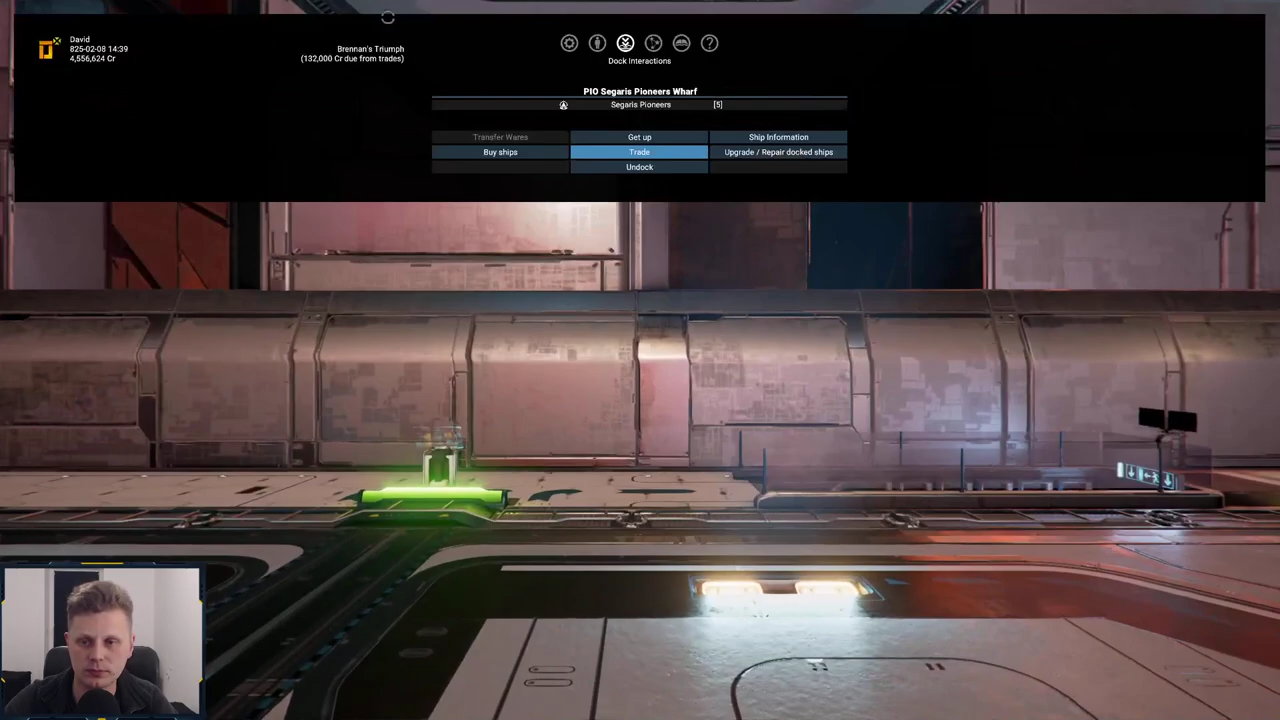 David
825-02-08 14:39
4,556,624 Cr
Brennan's Triumph
(132,000 Cr due from trades)
?
Dock Interactions
PIO Segaris Pioneers Wharf
Segaris Pioneers [5]
Transfer Wares Get up Ship Information
Buy ships Trade Upgrade / Repair docked ships
Undock